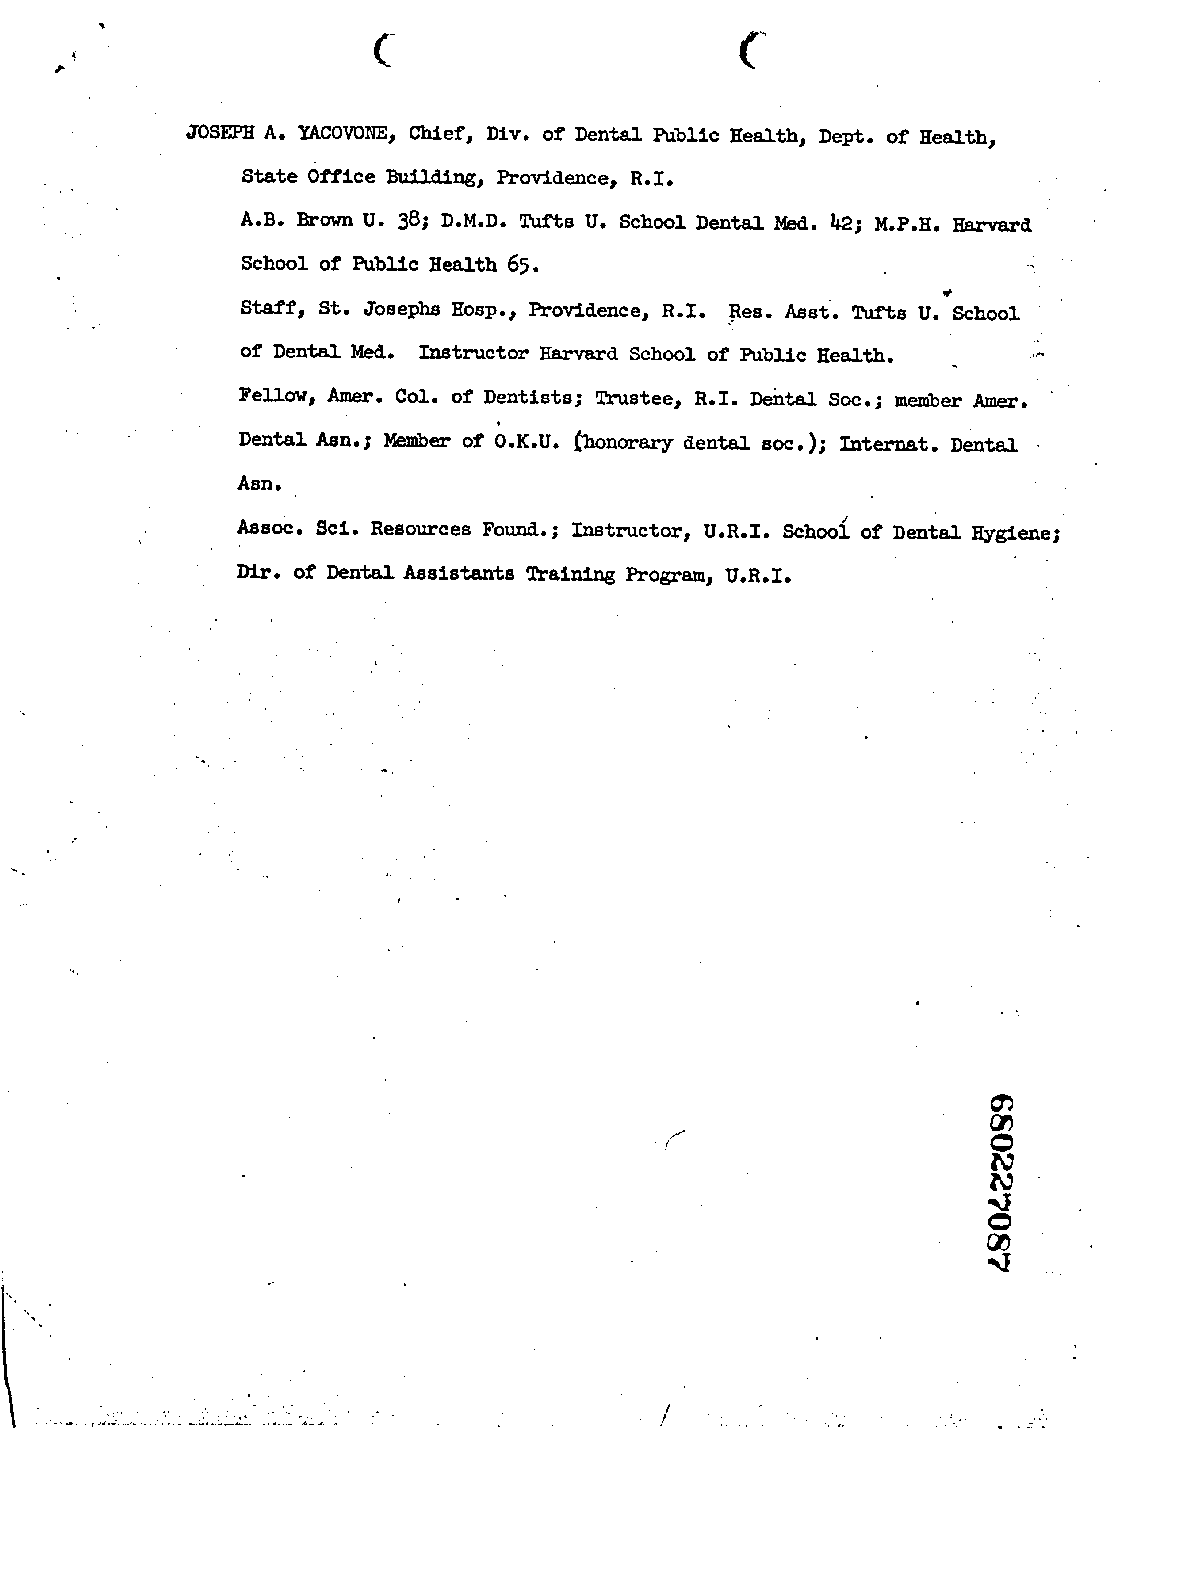 JOSEPH A. YACOVONE, Chief, Div. of Dental Public Health, Dept. of Health,
State Office Building, Providence, R.I.
A.B. Brown U. 38; D.M.D. Tufts U. School Dental Med. 42; M.P.H. Harvard
School of Public Health 65.
Staff, St. Josephs Hosp., Providence, R.I. Res. Asst. Tufts U. School
of Dental Med. Instructor Harvard School of Public Health.
Fellow, Amer. Col. of Dentists; Trustee, R.I. Dental Soc.; member Amer.
Dental Asn.; Member of O.K.U. (honorary dental soc.); Internat. Dental
Asn.
Assoc. Sci. Resources Found.; Instructor, U.R.I. School of Dental Hygiene;
Dir. of Dental Assistants Training Program, U.R.I.
680227087